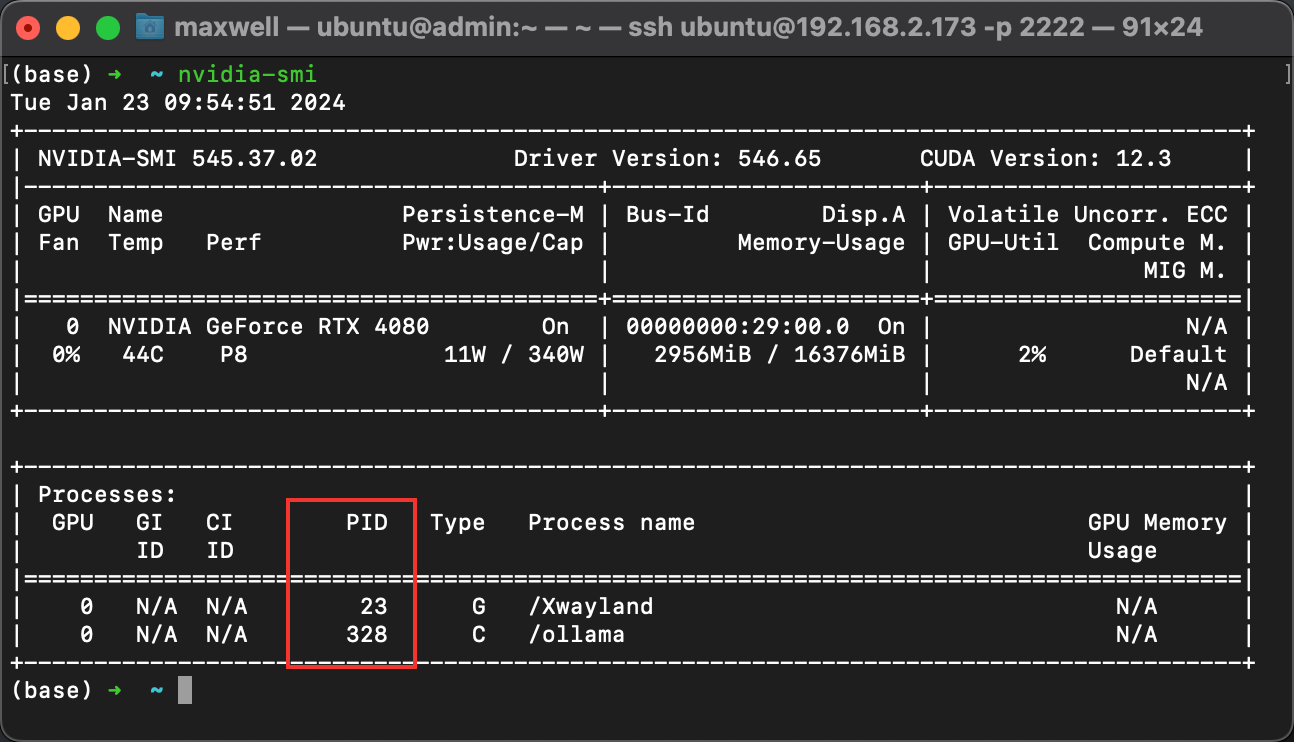 maxwell — ubuntu@admin:~ — ~ — ssh ubuntu@192.168.2.173 -p 2222 — 91×24
[(base) ➜  ~ nvidia-smi ]
Tue Jan 23 09:54:51 2024
+---------------------------------------------------------------------------------------+
| NVIDIA-SMI 545.37.02              Driver Version: 546.65       CUDA Version: 12.3     |
|-----------------------------------------+----------------------+----------------------+
| GPU  Name                 Persistence-M | Bus-Id        Disp.A | Volatile Uncorr. ECC |
| Fan  Temp   Perf          Pwr:Usage/Cap |         Memory-Usage | GPU-Util  Compute M. |
|                                         |                      |               MIG M. |
|=========================================+======================+======================|
|   0  NVIDIA GeForce RTX 4080        On  | 00000000:29:00.0  On |                  N/A |
|  0%   44C    P8              11W / 340W |   2956MiB / 16376MiB |      2%      Default |
|                                         |                      |                  N/A |
+-----------------------------------------+----------------------+----------------------+
+---------------------------------------------------------------------------------------+
| Processes:                                                                            |
|  GPU   GI   CI        PID   Type   Process name                            GPU Memory |
|        ID   ID                                                             Usage      |
|=======================================================================================|
|    0   N/A  N/A        23      G   /Xwayland                                 N/A      |
|    0   N/A  N/A       328      C   /ollama                                   N/A      |
+---------------------------------------------------------------------------------------+
(base) ➜  ~